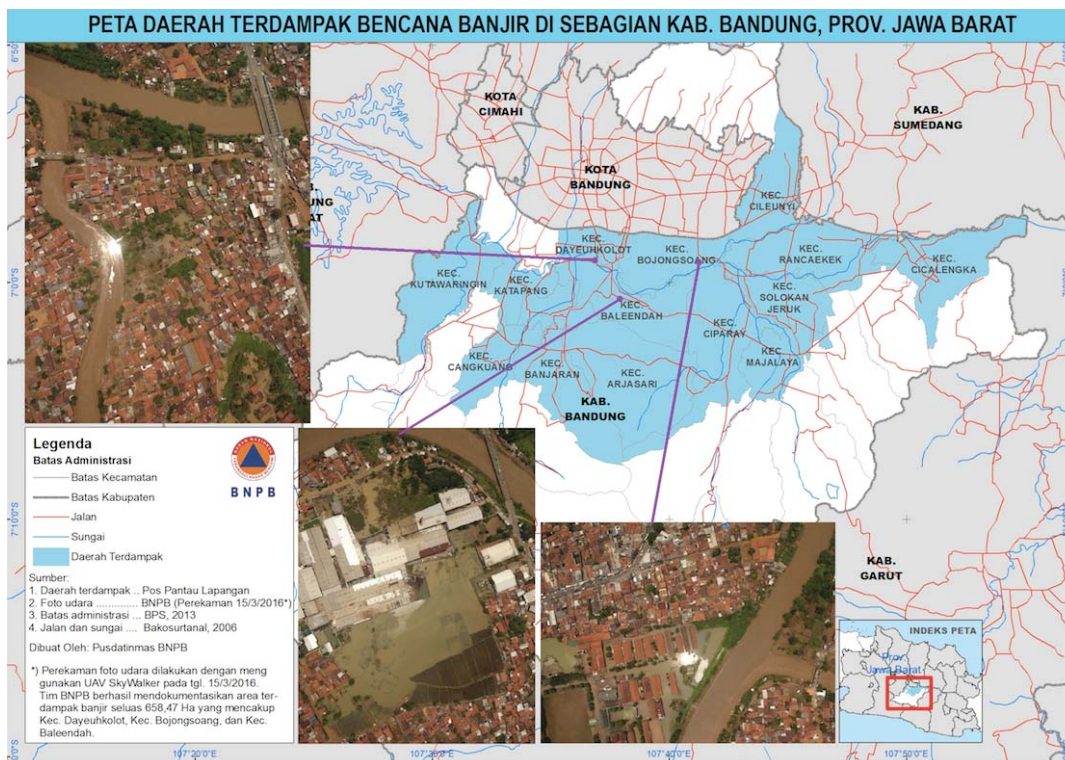 PETA DAERAH TERDAMPAK BENCANA BANJIR DI SEBAGIAN KAB. BANDUNG, PROV. JAWA BARAT
KOTA
CIMAHI
KAB.
SUMEDANG
KOTA
BANDUNG
KEC.
CILEUNYI
KEC.
DAYEUHKOLOT
KEC.
BOJONGSOANG
KEC.
RANCAEKEK
KEC.
CICALENGKA
KEC.
KUTAWARINGIN
KEC.
KATAPANG
KEC.
SOLOKAN
JERUK
KEC.
BALEENDAH
KEC.
CIPARAY
KEC.
MAJALAYA
KEC.
CANGKUANG
KEC.
BANJARAN
KEC.
ARJASARI
KAB.
BANDUNG
KAB.
GARUT
Legenda
Batas Administrasi
Batas Kecamatan
Batas Kabupaten
Jalan
Sungai
Daerah Terdampak
BNPB
Sumber:
1. Daerah terdampak .. Pos Pantau Lapangan
2. Foto udara ............. BNPB (Perekaman 15/3/2016*)
3. Batas administrasi ... BPS, 2013
4. Jalan dan sungai .... Bakosurtanal, 2006
Dibuat Oleh: Pusdatinmas BNPB
*) Perekaman foto udara dilakukan dengan meng
gunakan UAV SkyWalker pada tgl. 15/3/2016.
Tim BNPB berhasil mendokumentasikan area ter-
dampak banjir seluas 658,47 Ha yang mencakup
Kec. Dayeuhkolot, Kec. Bojongsoang, dan Kec.
Baleendah.
INDEKS PETA
Prov.
Jawa Barat
7°0'0"S
7°10'0"S
107°20'0"E
107°30'0"E
107°40'0"E
107°50'0"E